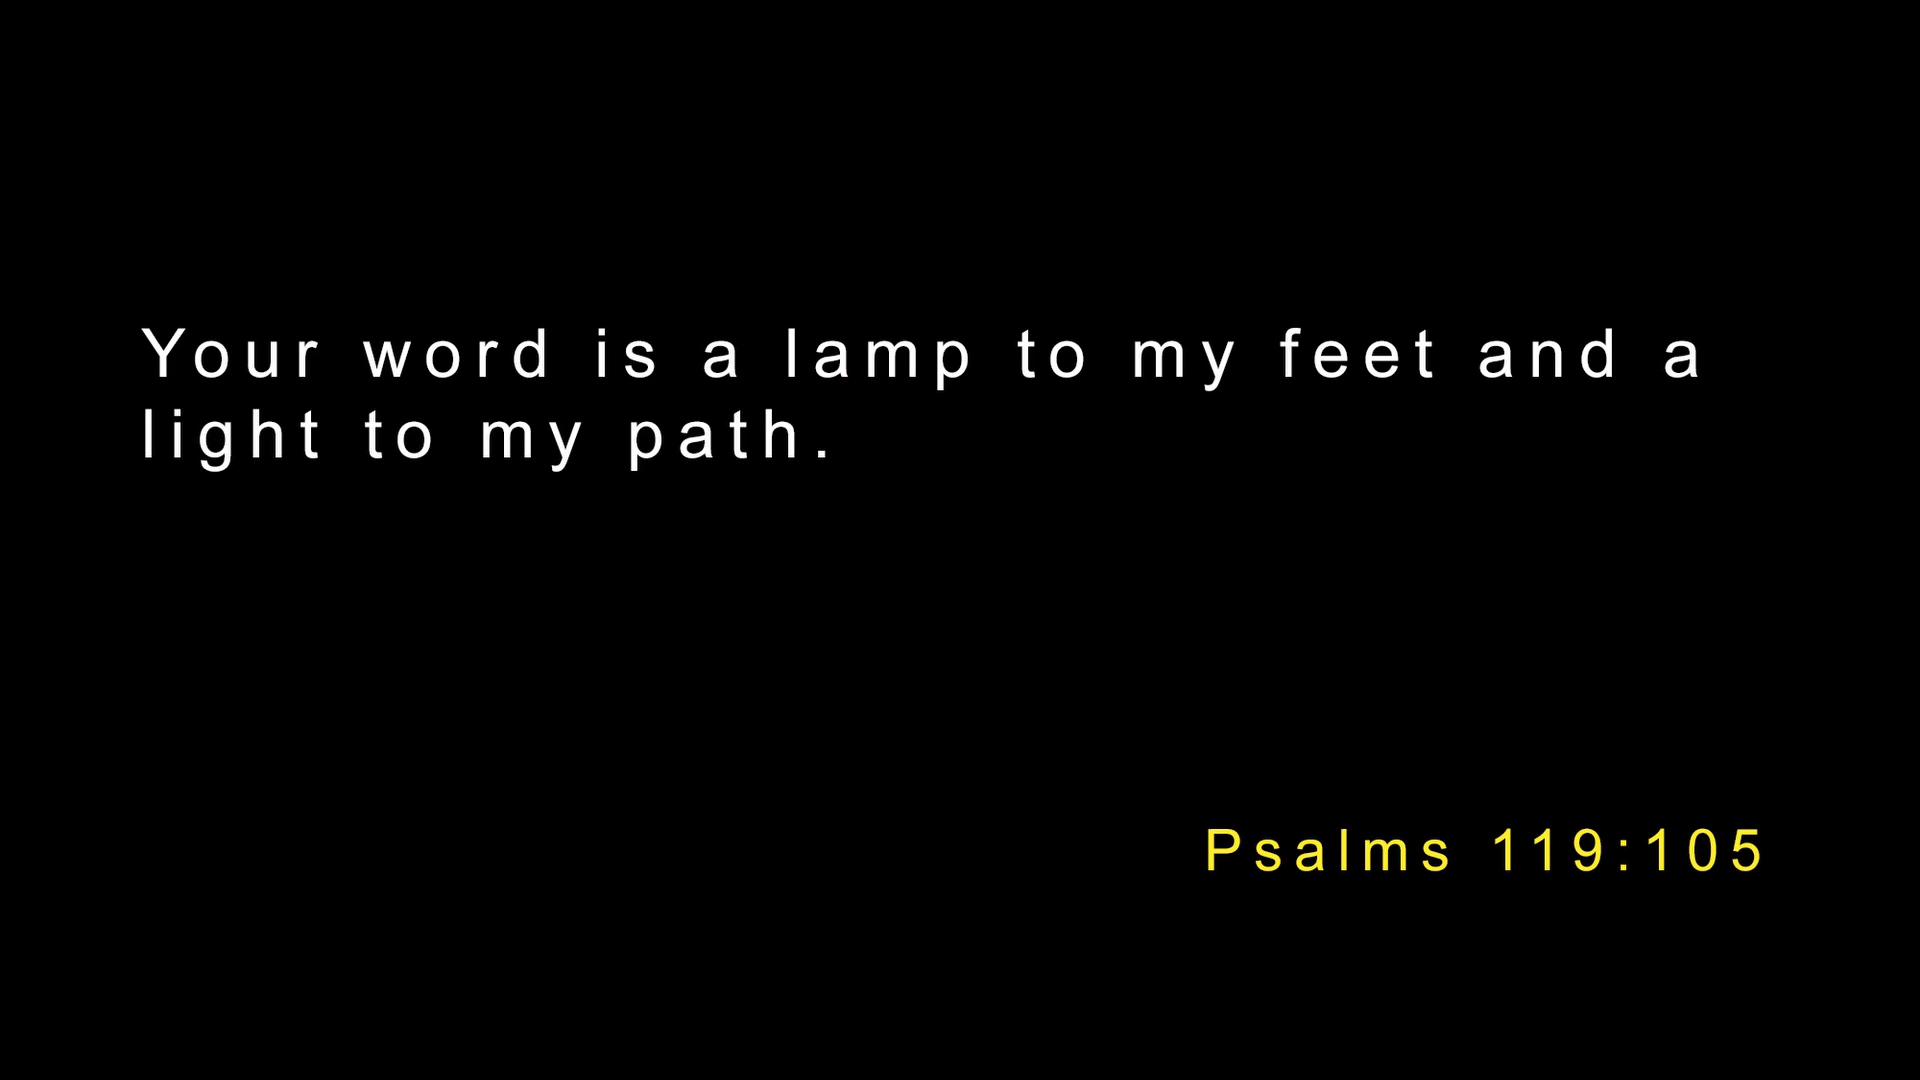 Your word is a lamp to my feet and a
light to my path.
Psalms 119:105